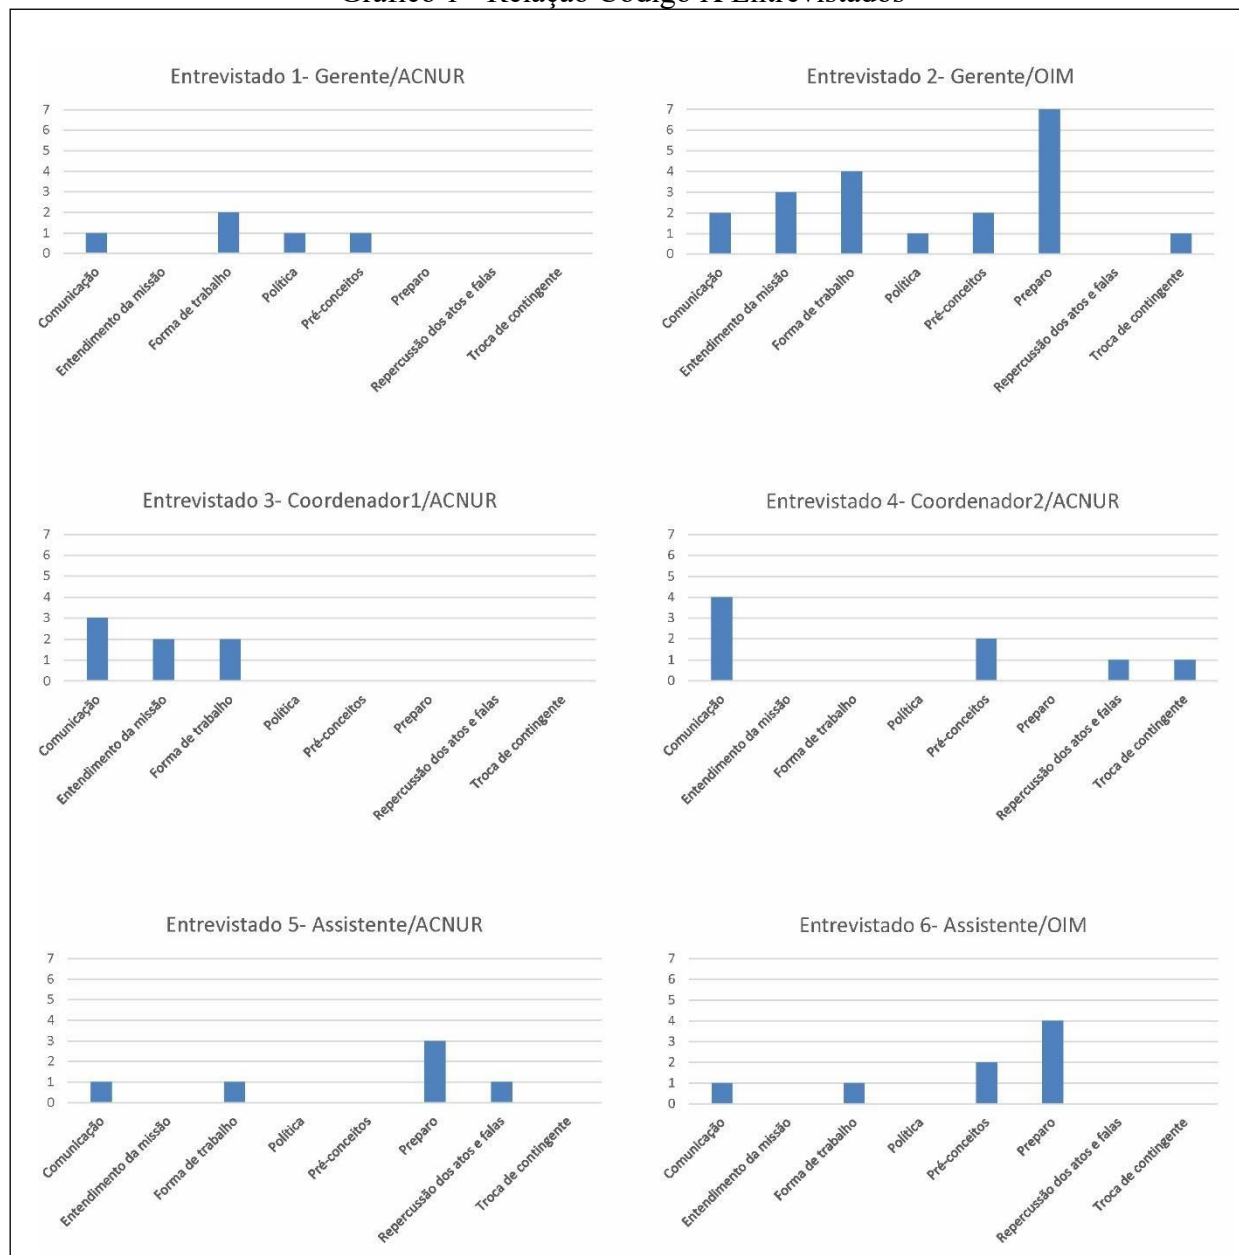 Gráfico 1 - Relação Código X Entrevistados
Entrevistado 1- Gerente/ACNUR
7
6
5
4
3
2
1
0
Comunicação
Entendimento da missão
Forma de trabalho
Política
Pré-conceitos
Preparo
Repercussão dos atos e falas
Troca de contingente
Entrevistado 2- Gerente/OIM
7
6
5
4
3
2
1
0
Comunicação
Entendimento da missão
Forma de trabalho
Política
Pré-conceitos
Preparo
Repercussão dos atos e falas
Troca de contingente
Entrevistado 3- Coordenador1/ACNUR
7
6
5
4
3
2
1
0
Comunicação
Entendimento da missão
Forma de trabalho
Política
Pré-conceitos
Preparo
Repercussão dos atos e falas
Troca de contingente
Entrevistado 4- Coordenador2/ACNUR
7
6
5
4
3
2
1
0
Comunicação
Entendimento da missão
Forma de trabalho
Política
Pré-conceitos
Preparo
Repercussão dos atos e falas
Troca de contingente
Entrevistado 5- Assistente/ACNUR
7
6
5
4
3
2
1
0
Comunicação
Entendimento da missão
Forma de trabalho
Política
Pré-conceitos
Preparo
Repercussão dos atos e falas
Troca de contingente
Entrevistado 6- Assistente/OIM
7
6
5
4
3
2
1
0
Comunicação
Entendimento da missão
Forma de trabalho
Política
Pré-conceitos
Preparo
Repercussão dos atos e falas
Troca de contingente